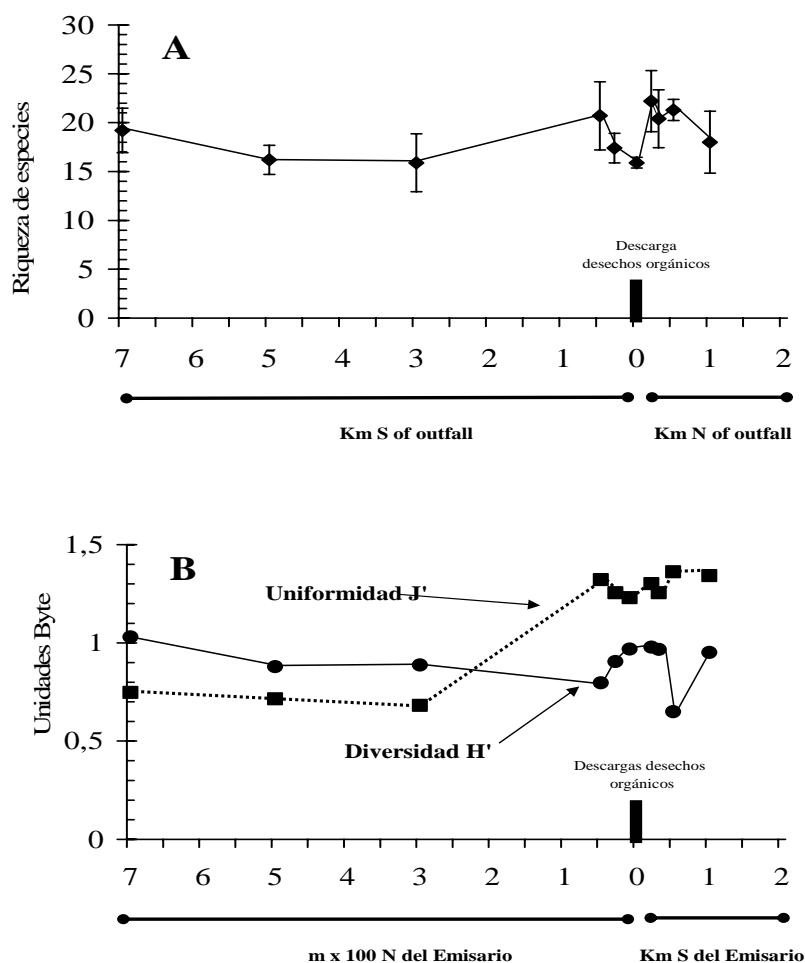 30
A
25
20
15
10
5
0
Riqueza de especies
Descarga
desechos orgánicos
7 6 5 4 3 2 1 0 1 2
Km S of outfall Km N of outfall
1,5
B
Uniformidad J'
1
Unidades Byte
0,5
Diversidad H'
Descargas desechos
orgánicos
0
7 6 5 4 3 2 1 0 1 2
m x 100 N del Emisario Km S del Emisario